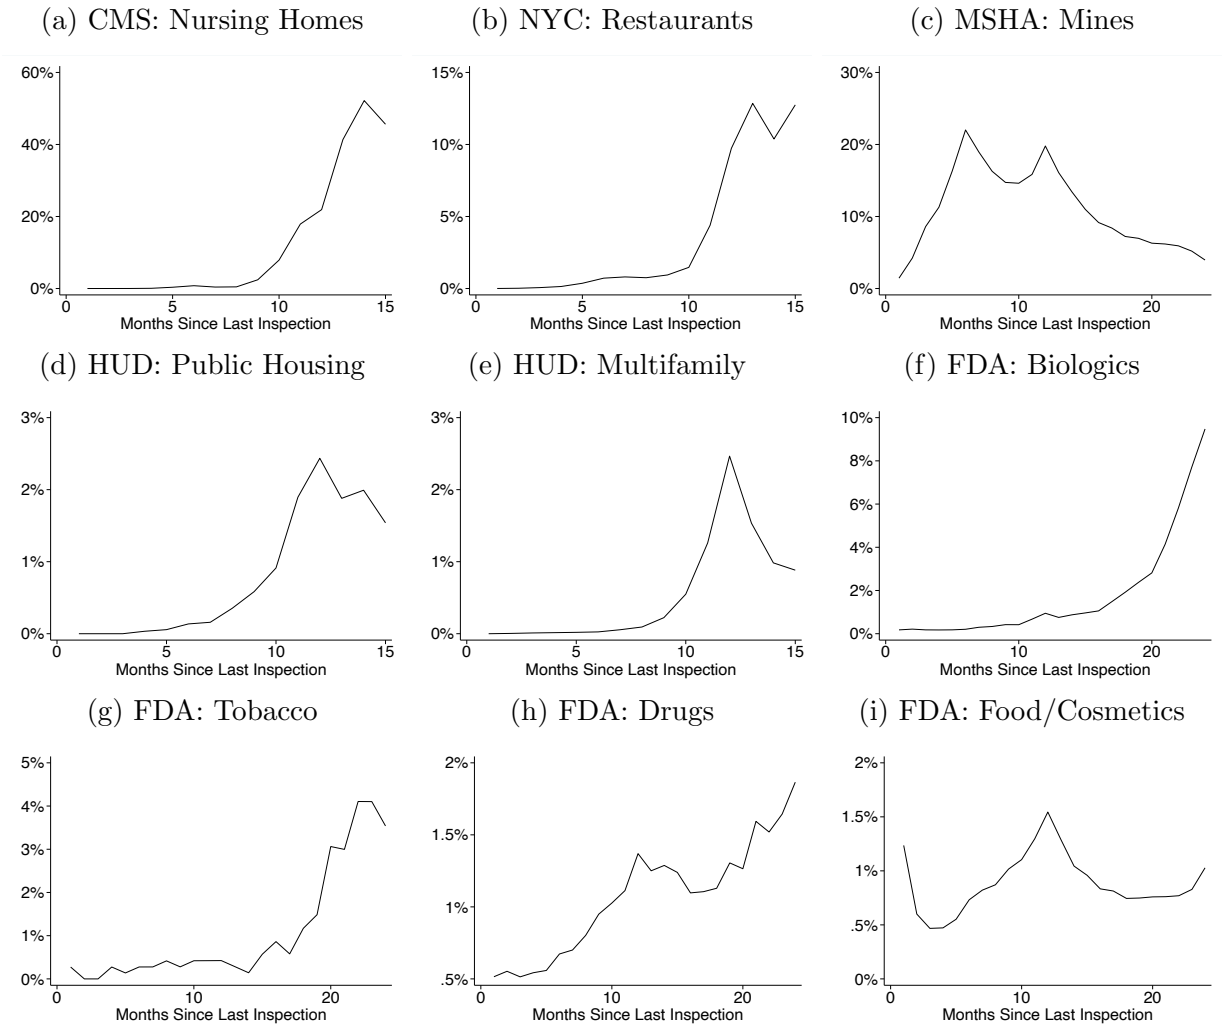 (a) CMS: Nursing Homes
60%
40%
20%
0%
0 5 10 15
Months Since Last Inspection
(b) NYC: Restaurants
15%
10%
5%
0%
0 5 10 15
Months Since Last Inspection
(c) MSHA: Mines
30%
20%
10%
0%
0 10 20
Months Since Last Inspection
(d) HUD: Public Housing
3%
2%
1%
0%
0 5 10 15
Months Since Last Inspection
(e) HUD: Multifamily
3%
2%
1%
0%
0 5 10 15
Months Since Last Inspection
(f) FDA: Biologics
10%
8%
6%
4%
2%
0%
0 10 20
Months Since Last Inspection
(g) FDA: Tobacco
5%
4%
3%
2%
1%
0%
0 10 20
Months Since Last Inspection
(h) FDA: Drugs
2%
1.5%
1%
.5%
0 10 20
Months Since Last Inspection
(i) FDA: Food/Cosmetics
2%
1.5%
1%
.5%
0%
0 10 20
Months Since Last Inspection